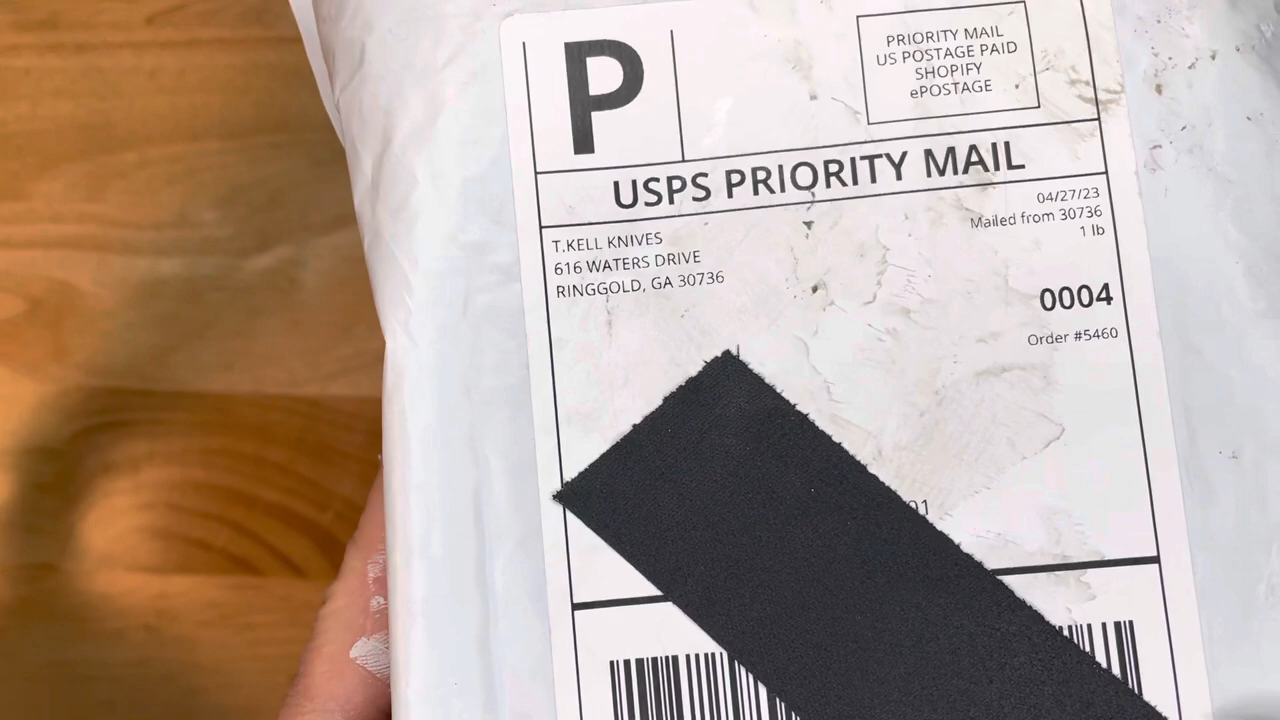 P
PRIORITY MAIL
US POSTAGE PAID
SHOPIFY
ePOSTAGE
USPS PRIORITY MAIL
04/27/23
Mailed from 30736
1 lb
T.KELL KNIVES
616 WATERS DRIVE
RINGGOLD, GA 30736
0004
Order #5460